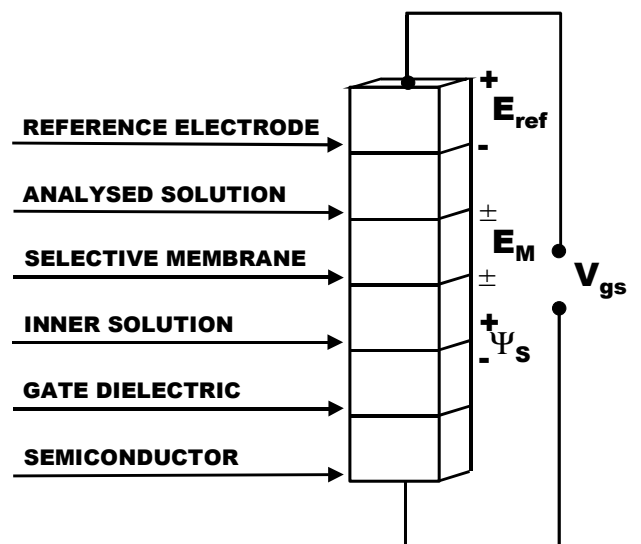 +
E_ref
REFERENCE ELECTRODE
-
ANALYSED SOLUTION
±
E_M
SELECTIVE MEMBRANE
±
V_gs
INNER SOLUTION
+
Ψ_S
-
GATE DIELECTRIC
SEMICONDUCTOR